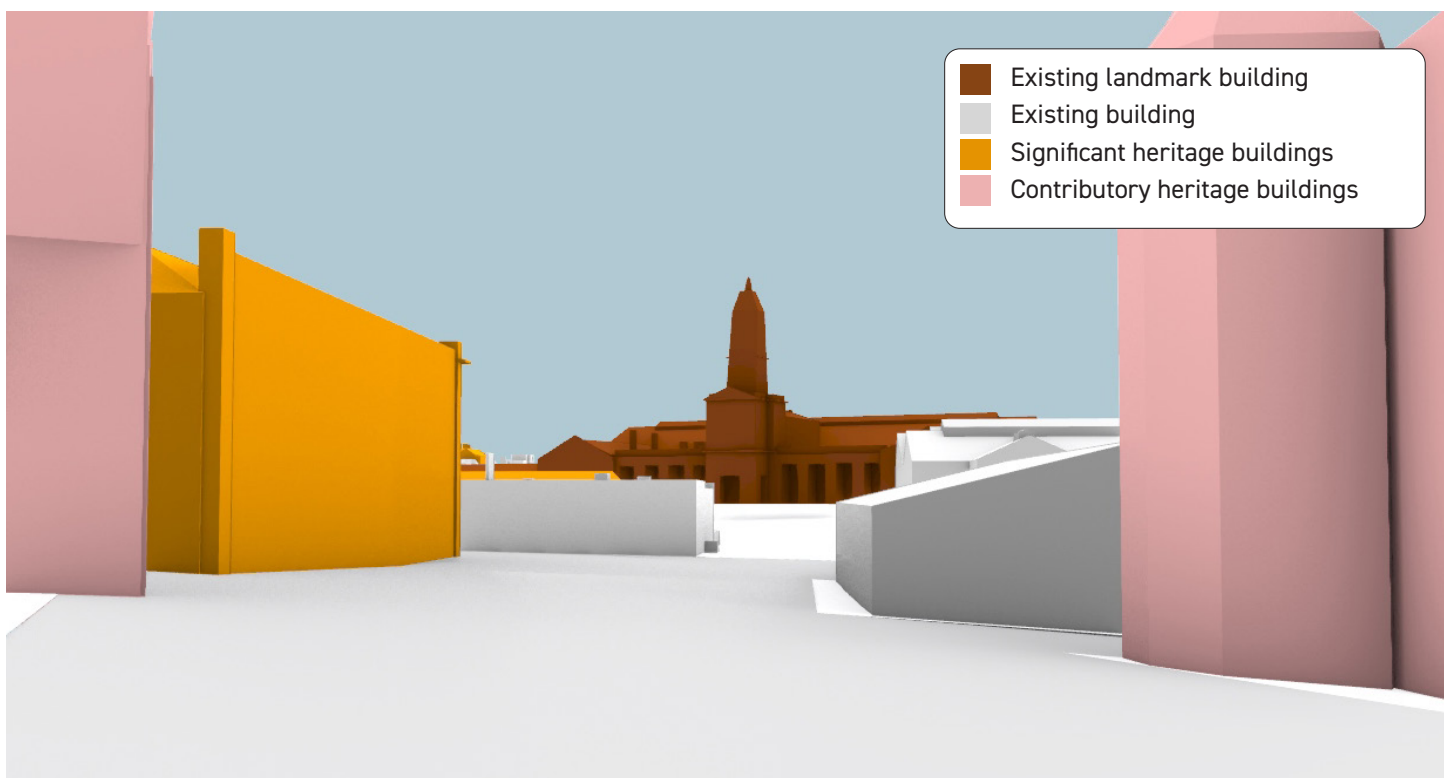 Existing landmark building
Existing building
Significant heritage buildings
Contributory heritage buildings